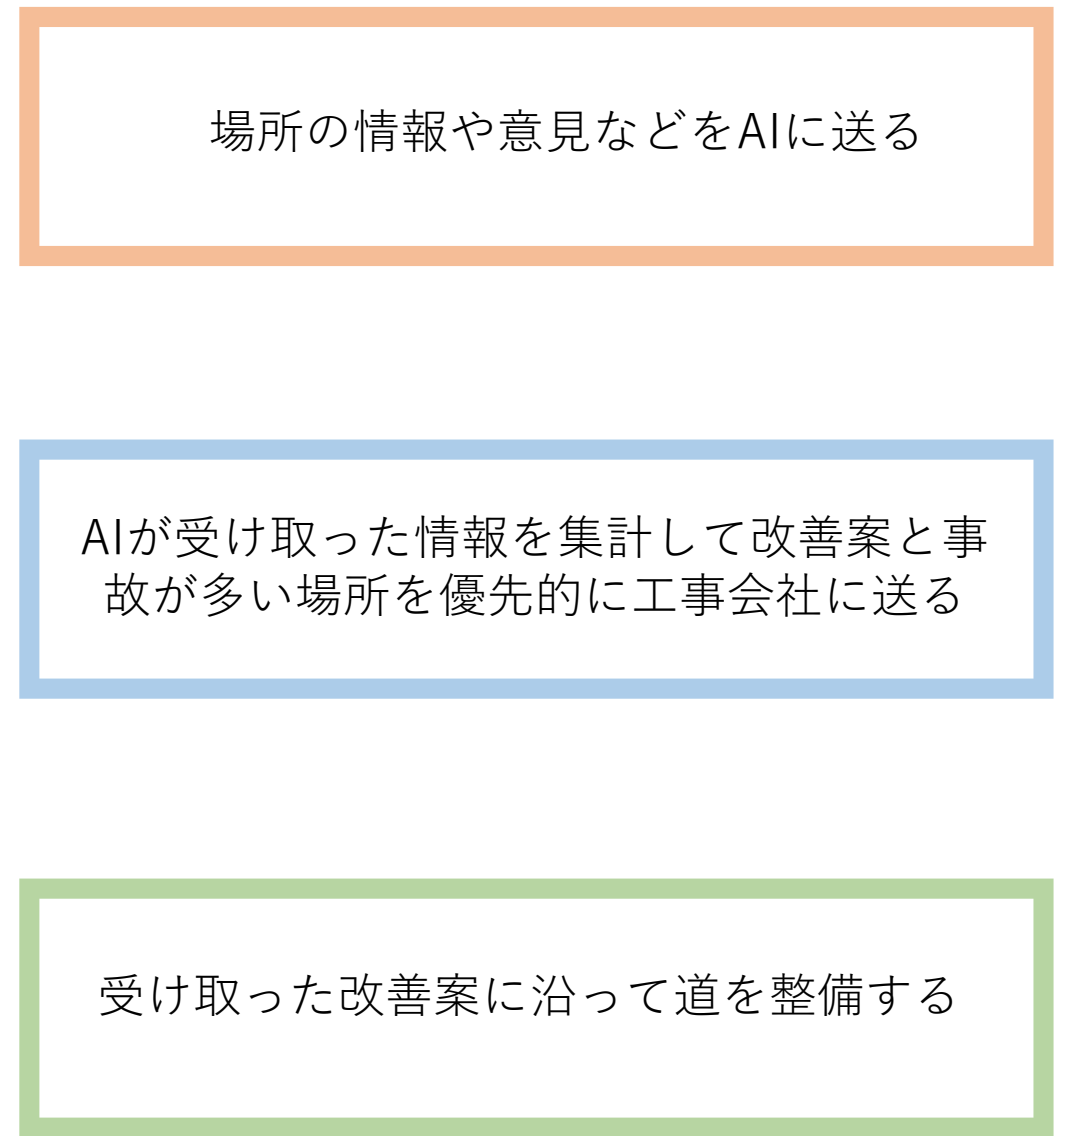 場所の情報や意見などをAIに送る
AIが受け取った情報を集計して改善案と事
故が多い場所を優先的に工事会社に送る
受け取った改善案に沿って道を整備する